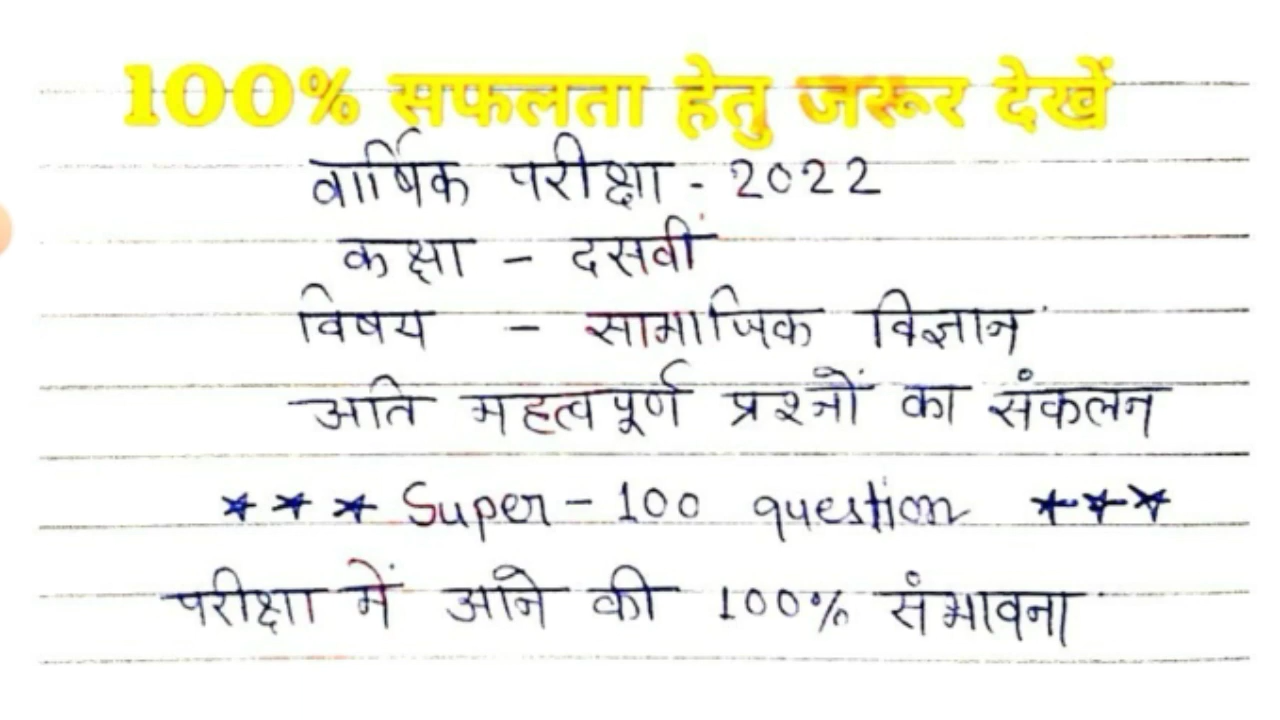 100% सफलता हेतु जरूर देखें
वार्षिक परीक्षा - 2022
कक्षा - दसवीं
विषय - सामाजिक विज्ञान
अति महत्वपूर्ण प्रश्नों का संकलन
*** Super - 100 question ***
परीक्षा में आने की 100% संभावना